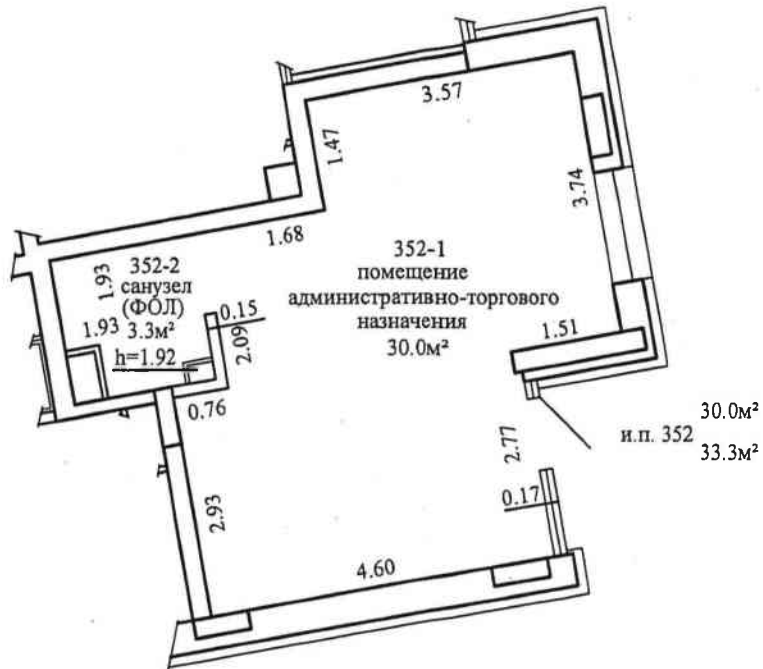 3.57
1.47
3.74
1.68
352-1
помещение
административно-торгового
назначения
30.0м²
352-2
санузел
(ФОЛ)
3.3м²
1.93
1.93
h=1.92
0.15
2.09
1.51
0.76
и.п. 352
30.0м²
33.3м²
2.77
0.17
2.93
4.60